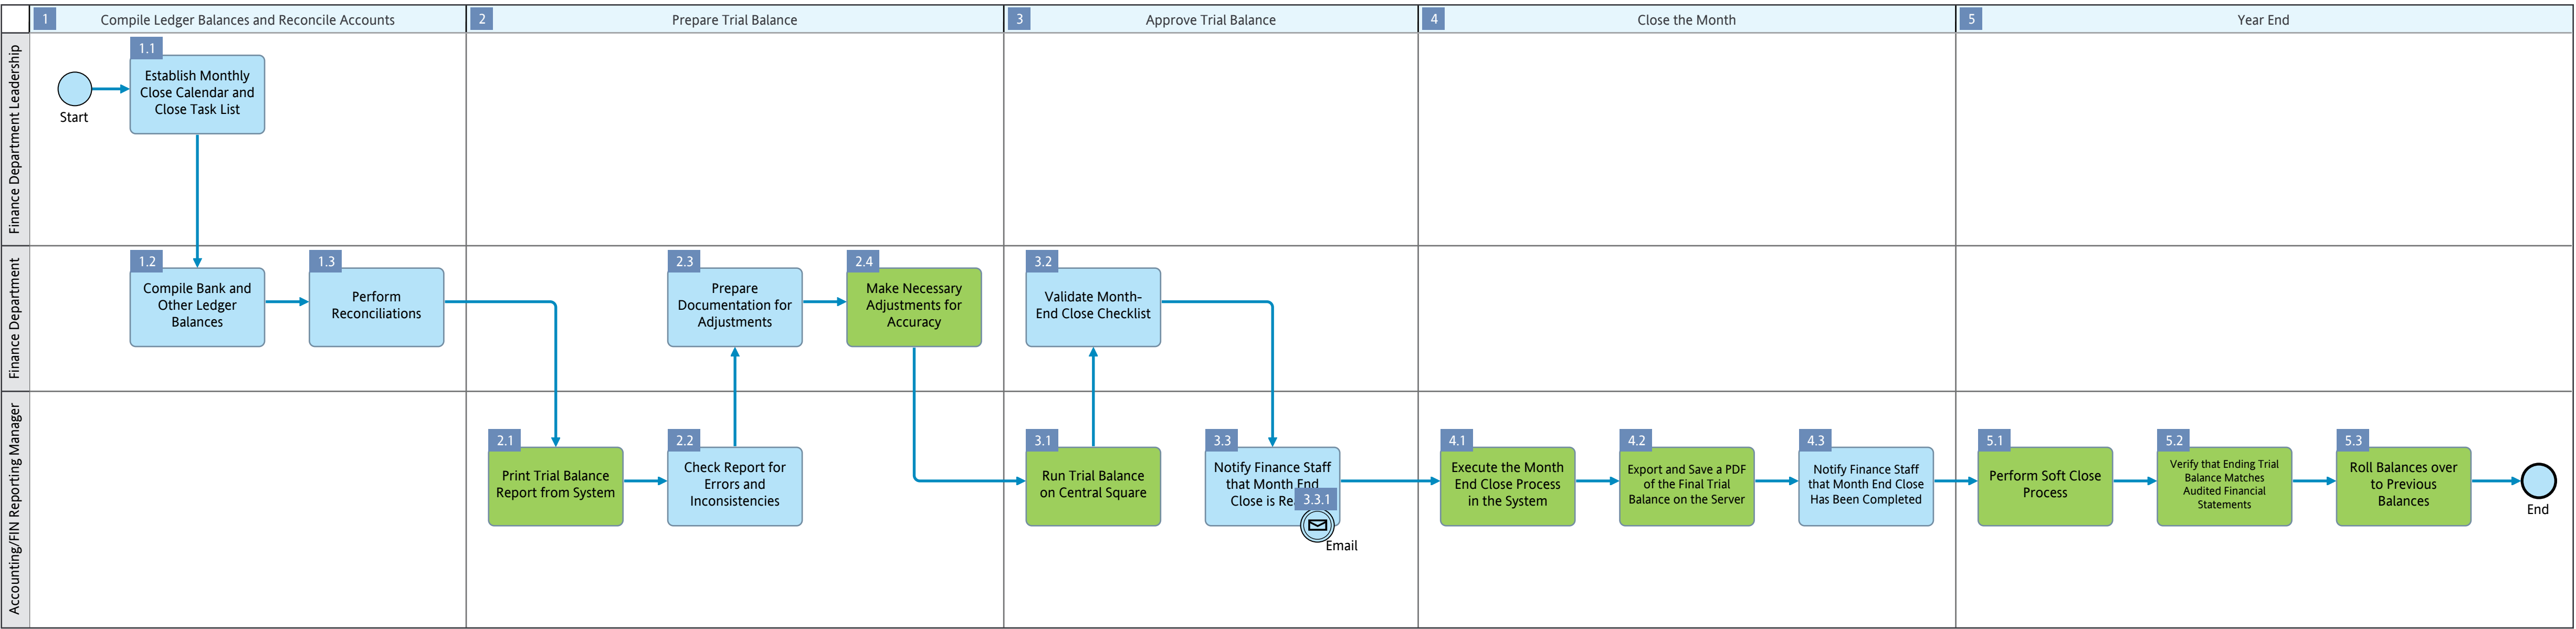 1 Compile Ledger Balances and Reconcile Accounts
2 Prepare Trial Balance
3 Approve Trial Balance
4 Close the Month
5 Year End
Finance Department Leadership
Start
1.1
Establish Monthly
Close Calendar and
Close Task List
Finance Department
1.2
Compile Bank and
Other Ledger
Balances
1.3
Perform
Reconciliations
2.3
Prepare
Documentation for
Adjustments
2.4
Make Necessary
Adjustments for
Accuracy
3.2
Validate Month-
End Close Checklist
Accounting/FIN Reporting Manager
2.1
Print Trial Balance
Report from System
2.2
Check Report for
Errors and
Inconsistencies
3.1
Run Trial Balance
on Central Square
3.3
Notify Finance Staff
that Month End
Close is Re
3.3.1
Email
4.1
Execute the Month
End Close Process
in the System
4.2
Export and Save a PDF
of the Final Trial
Balance on the Server
4.3
Notify Finance Staff
that Month End Close
Has Been Completed
5.1
Perform Soft Close
Process
5.2
Verify that Ending Trial
Balance Matches
Audited Financial
Statements
5.3
Roll Balances over
to Previous
Balances
End